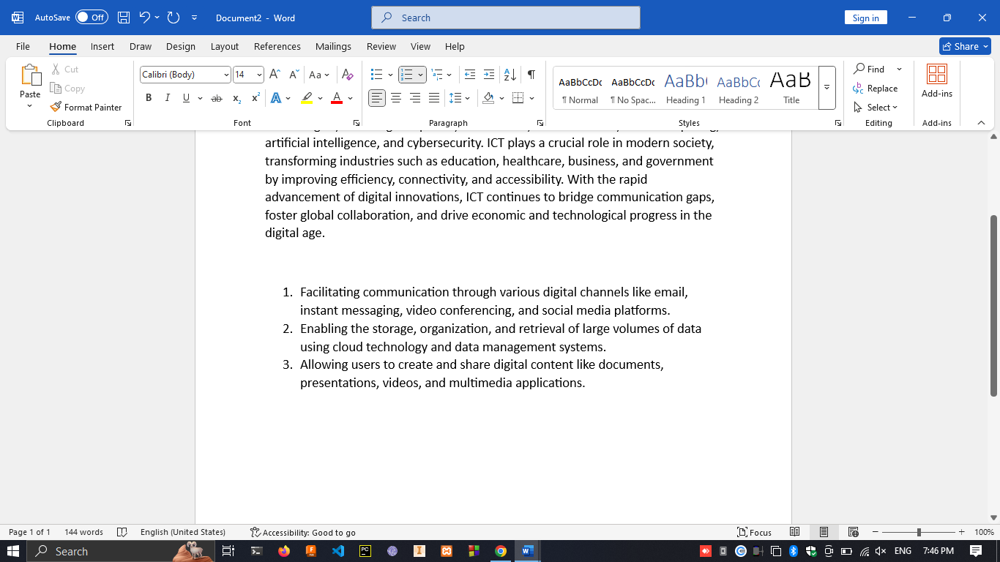 AutoSave Off Document2 - Word Search Sign in
File Home Insert Draw Design Layout References Mailings Review View Help Share
Paste Cut Copy Format Painter
Calibri (Body) 14
AaBbCcDc AaBbCcDc AaBb( AaBbCc AaB
¶ Normal ¶ No Spac... Heading 1 Heading 2 Title
Find Replace Select
Add-ins
Clipboard Font Paragraph Styles Editing Add-ins
artificial intelligence, and cybersecurity. ICT plays a crucial role in modern society,
transforming industries such as education, healthcare, business, and government
by improving efficiency, connectivity, and accessibility. With the rapid
advancement of digital innovations, ICT continues to bridge communication gaps,
foster global collaboration, and drive economic and technological progress in the
digital age.
1. Facilitating communication through various digital channels like email,
instant messaging, video conferencing, and social media platforms.
2. Enabling the storage, organization, and retrieval of large volumes of data
using cloud technology and data management systems.
3. Allowing users to create and share digital content like documents,
presentations, videos, and multimedia applications.
Page 1 of 1 144 words English (United States) Accessibility: Good to go Focus 100%
Search ENG 7:46 PM